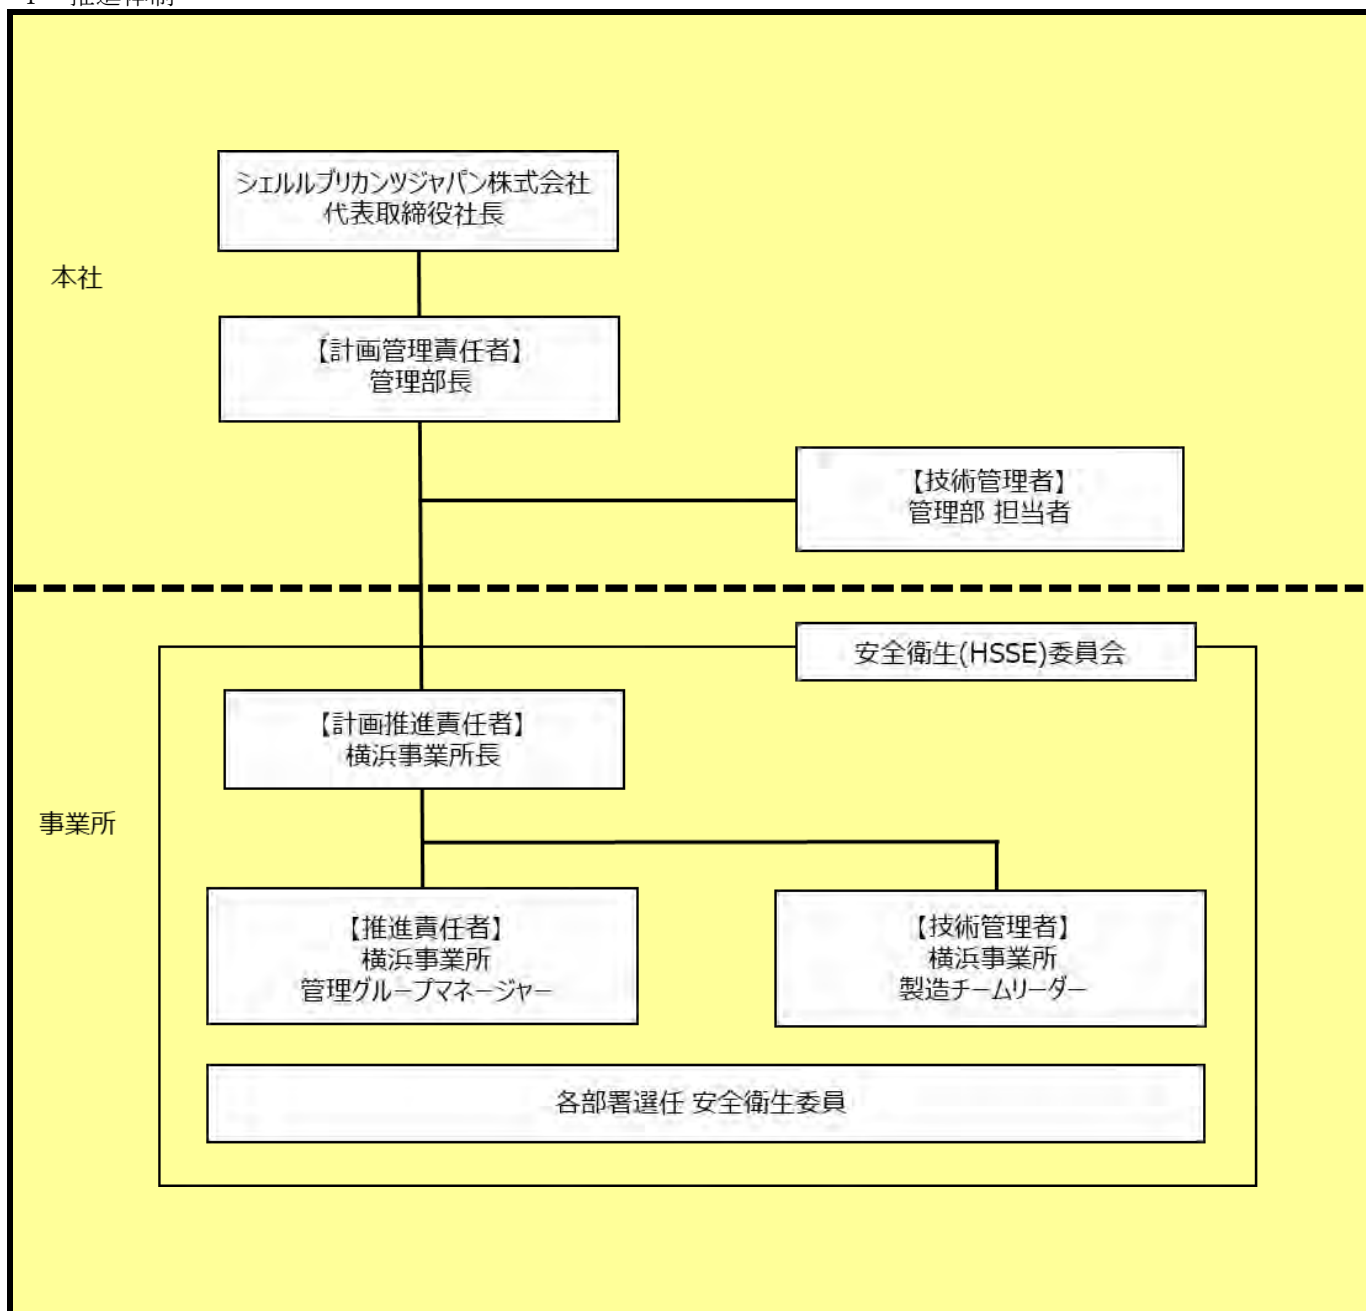 シェルルブリカンツジャパン株式会社
代表取締役社長
本社
【計画管理責任者】
管理部長
【技術管理者】
管理部 担当者
安全衛生(HSSE)委員会
【計画推進責任者】
横浜事業所長
事業所
【推進責任者】
横浜事業所
管理グループマネージャー
【技術管理者】
横浜事業所
製造チームリーダー
各部署選任 安全衛生委員